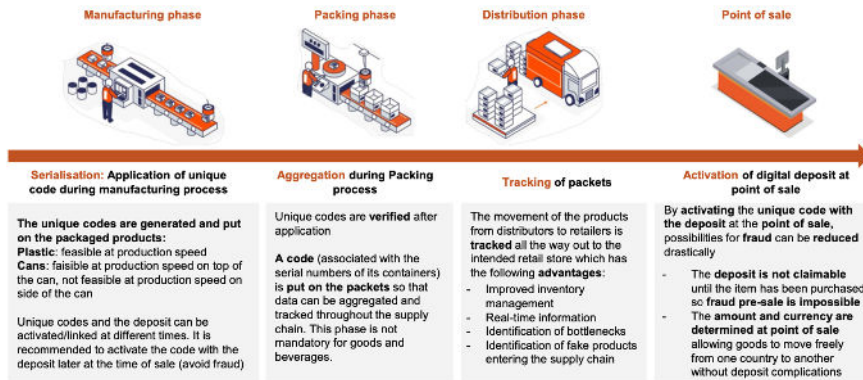 Manufacturing phase
Packing phase
Distribution phase
Point of sale
Serialisation: Application of unique
code during manufacturing process
The unique codes are generated and put
on the packaged products:
Plastic: feasible at production speed
Cans: faisible at production speed on top of
the can, not feasible at production speed on
side of the can
Unique codes and the deposit can be
activated/linked at different times. It is
recommended to activate the code with the
deposit later at the time of sale (avoid fraud)
Aggregation during Packing
process
Unique codes are verified after
application
A code (associated with the
serial numbers of its containers)
is put on the packets so that
data can be aggregated and
tracked throughout the supply
chain. This phase is not
mandatory for goods and
beverages.
Tracking of packets
The movement of the products
from distributors to retailers is
tracked all the way out to the
intended retail store which has
the following advantages:
- Improved inventory
management
- Real-time information
- Identification of bottlenecks
- Identification of fake products
entering the supply chain
Activation of digital deposit at
point of sale
By activating the unique code with
the deposit at the point of sale,
possibilities for fraud can be reduced
drastically
- The deposit is not claimable
until the item has been purchased
so fraud pre-sale is impossible
- The amount and currency are
determined at point of sale
allowing goods to move freely
from one country to another
without deposit complications